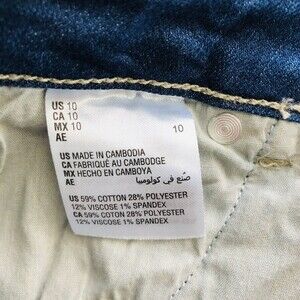 US 10
CA 10
MX 10
AE
10
US MADE IN CAMBODIA
CA FABRIQUÉ AU CAMBODGE
MX HECHO EN CAMBOYA
AE صنع في كولومبيا
US 59% COTTON 28% POLYESTER
12% VISCOSE 1% SPANDEX
CA 59% COTON 28% POLYESTER
12% VISCOSE 1% SPANDEX